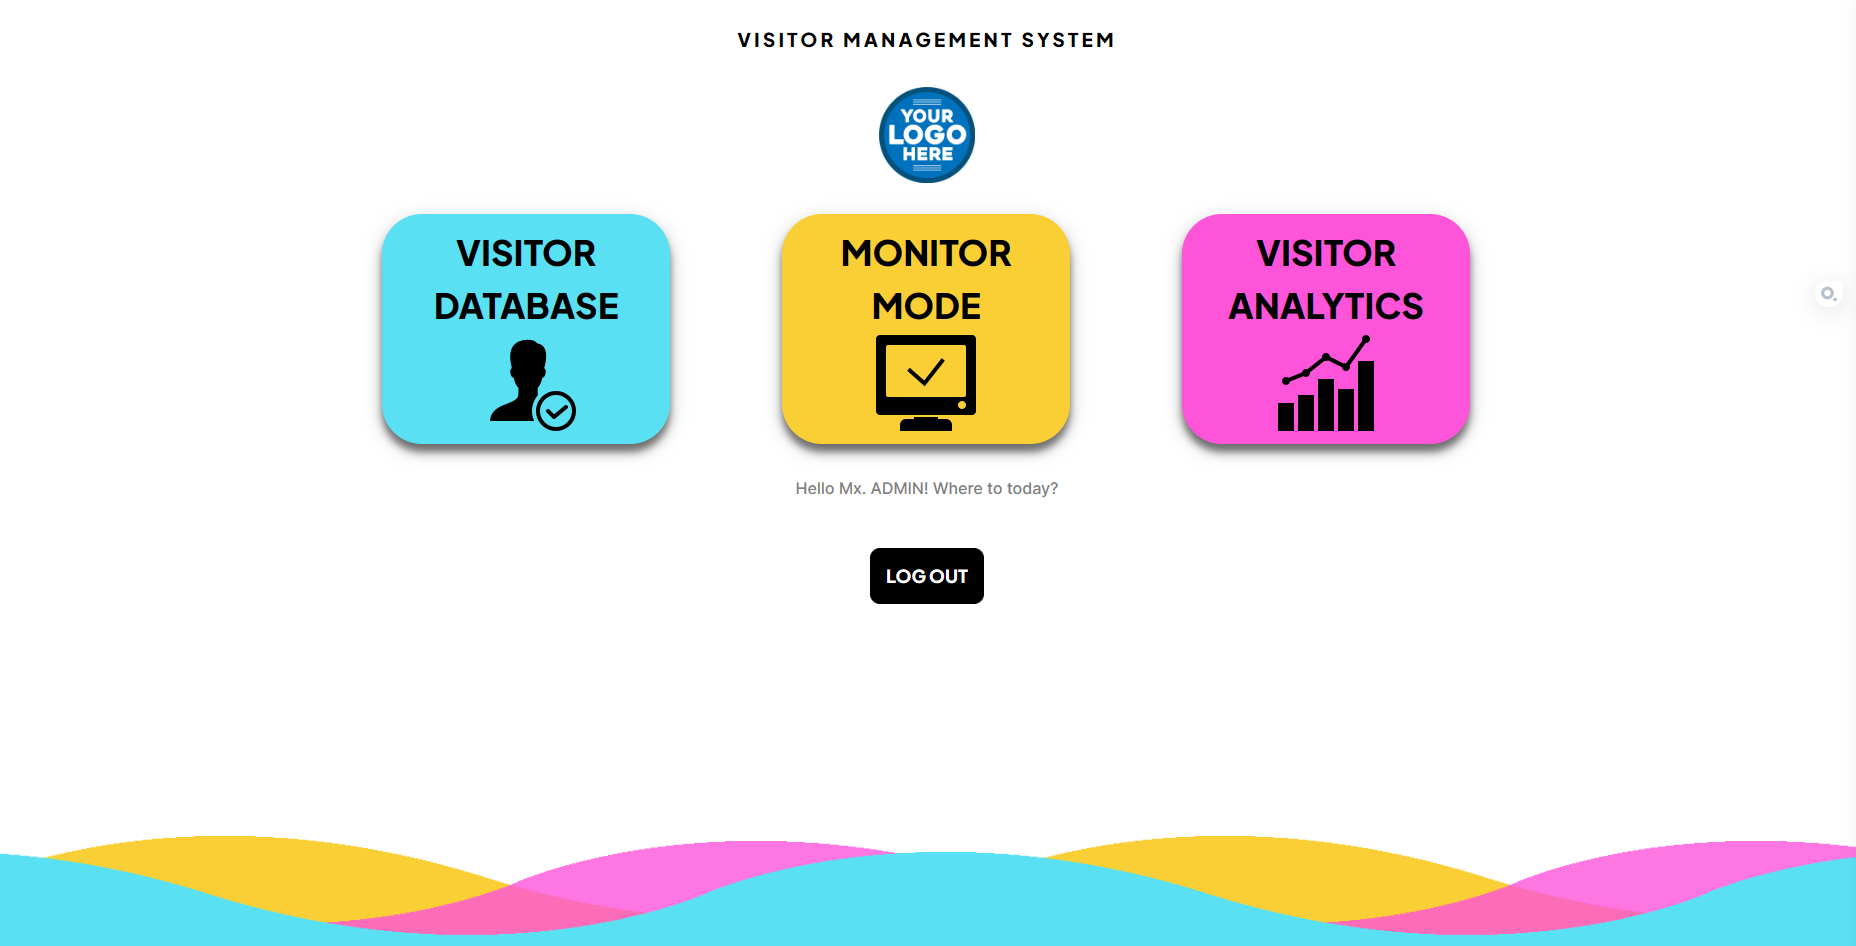 VISITOR MANAGEMENT SYSTEM
YOUR
LOGO
HERE
VISITOR
DATABASE
MONITOR
MODE
VISITOR
ANALYTICS
Hello Mx. ADMIN! Where to today?
LOG OUT